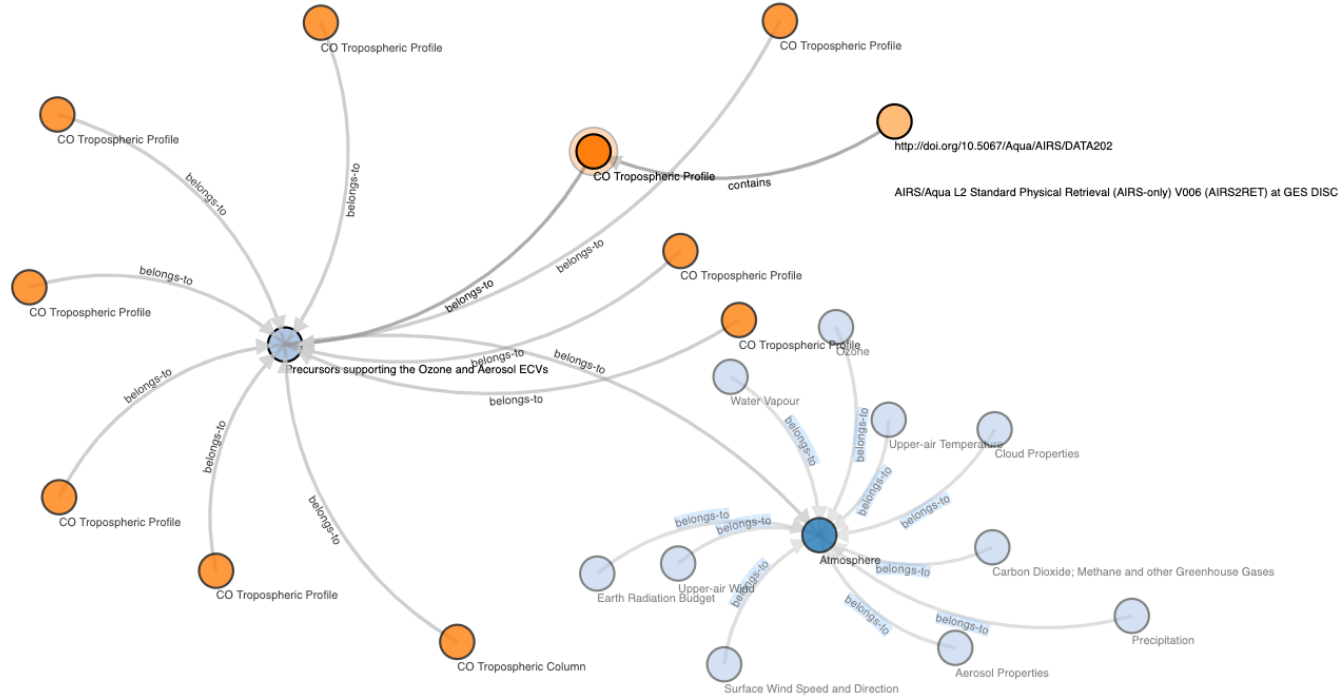 CO Tropospheric Profile
CO Tropospheric Profile
CO Tropospheric Profile
http://doi.org/10.5067/Aqua/AIRS/DATA202
belongs-to
CO Tropospheric Profile
contains
belongs-to
belongs-to
AIRS/Aqua L2 Standard Physical Retrieval (AIRS-only) V006 (AIRS2RET) at GES DISC
belongs-to
belongs-to
CO Tropospheric Profile
belongs-to
CO Tropospheric Profile
CO Tropospheric Profile
Ozone
belongs-to
belongs-to
Precursors supporting the Ozone and Aerosol ECVs
belongs-to
belongs-to
Water Vapour
belongs-to
belongs-to
belongs-to
Upper-air Temperature
Cloud Properties
belongs-to
belongs-to
belongs-to
CO Tropospheric Profile
belongs-to
belongs-to
belongs-to
Atmosphere
belongs-to
Carbon Dioxide; Methane and other Greenhouse Gases
CO Tropospheric Profile
Earth Radiation Budget
Upper-air Wind
belongs-to
belongs-to
belongs-to
Precipitation
CO Tropospheric Column
Aerosol Properties
Surface Wind Speed and Direction